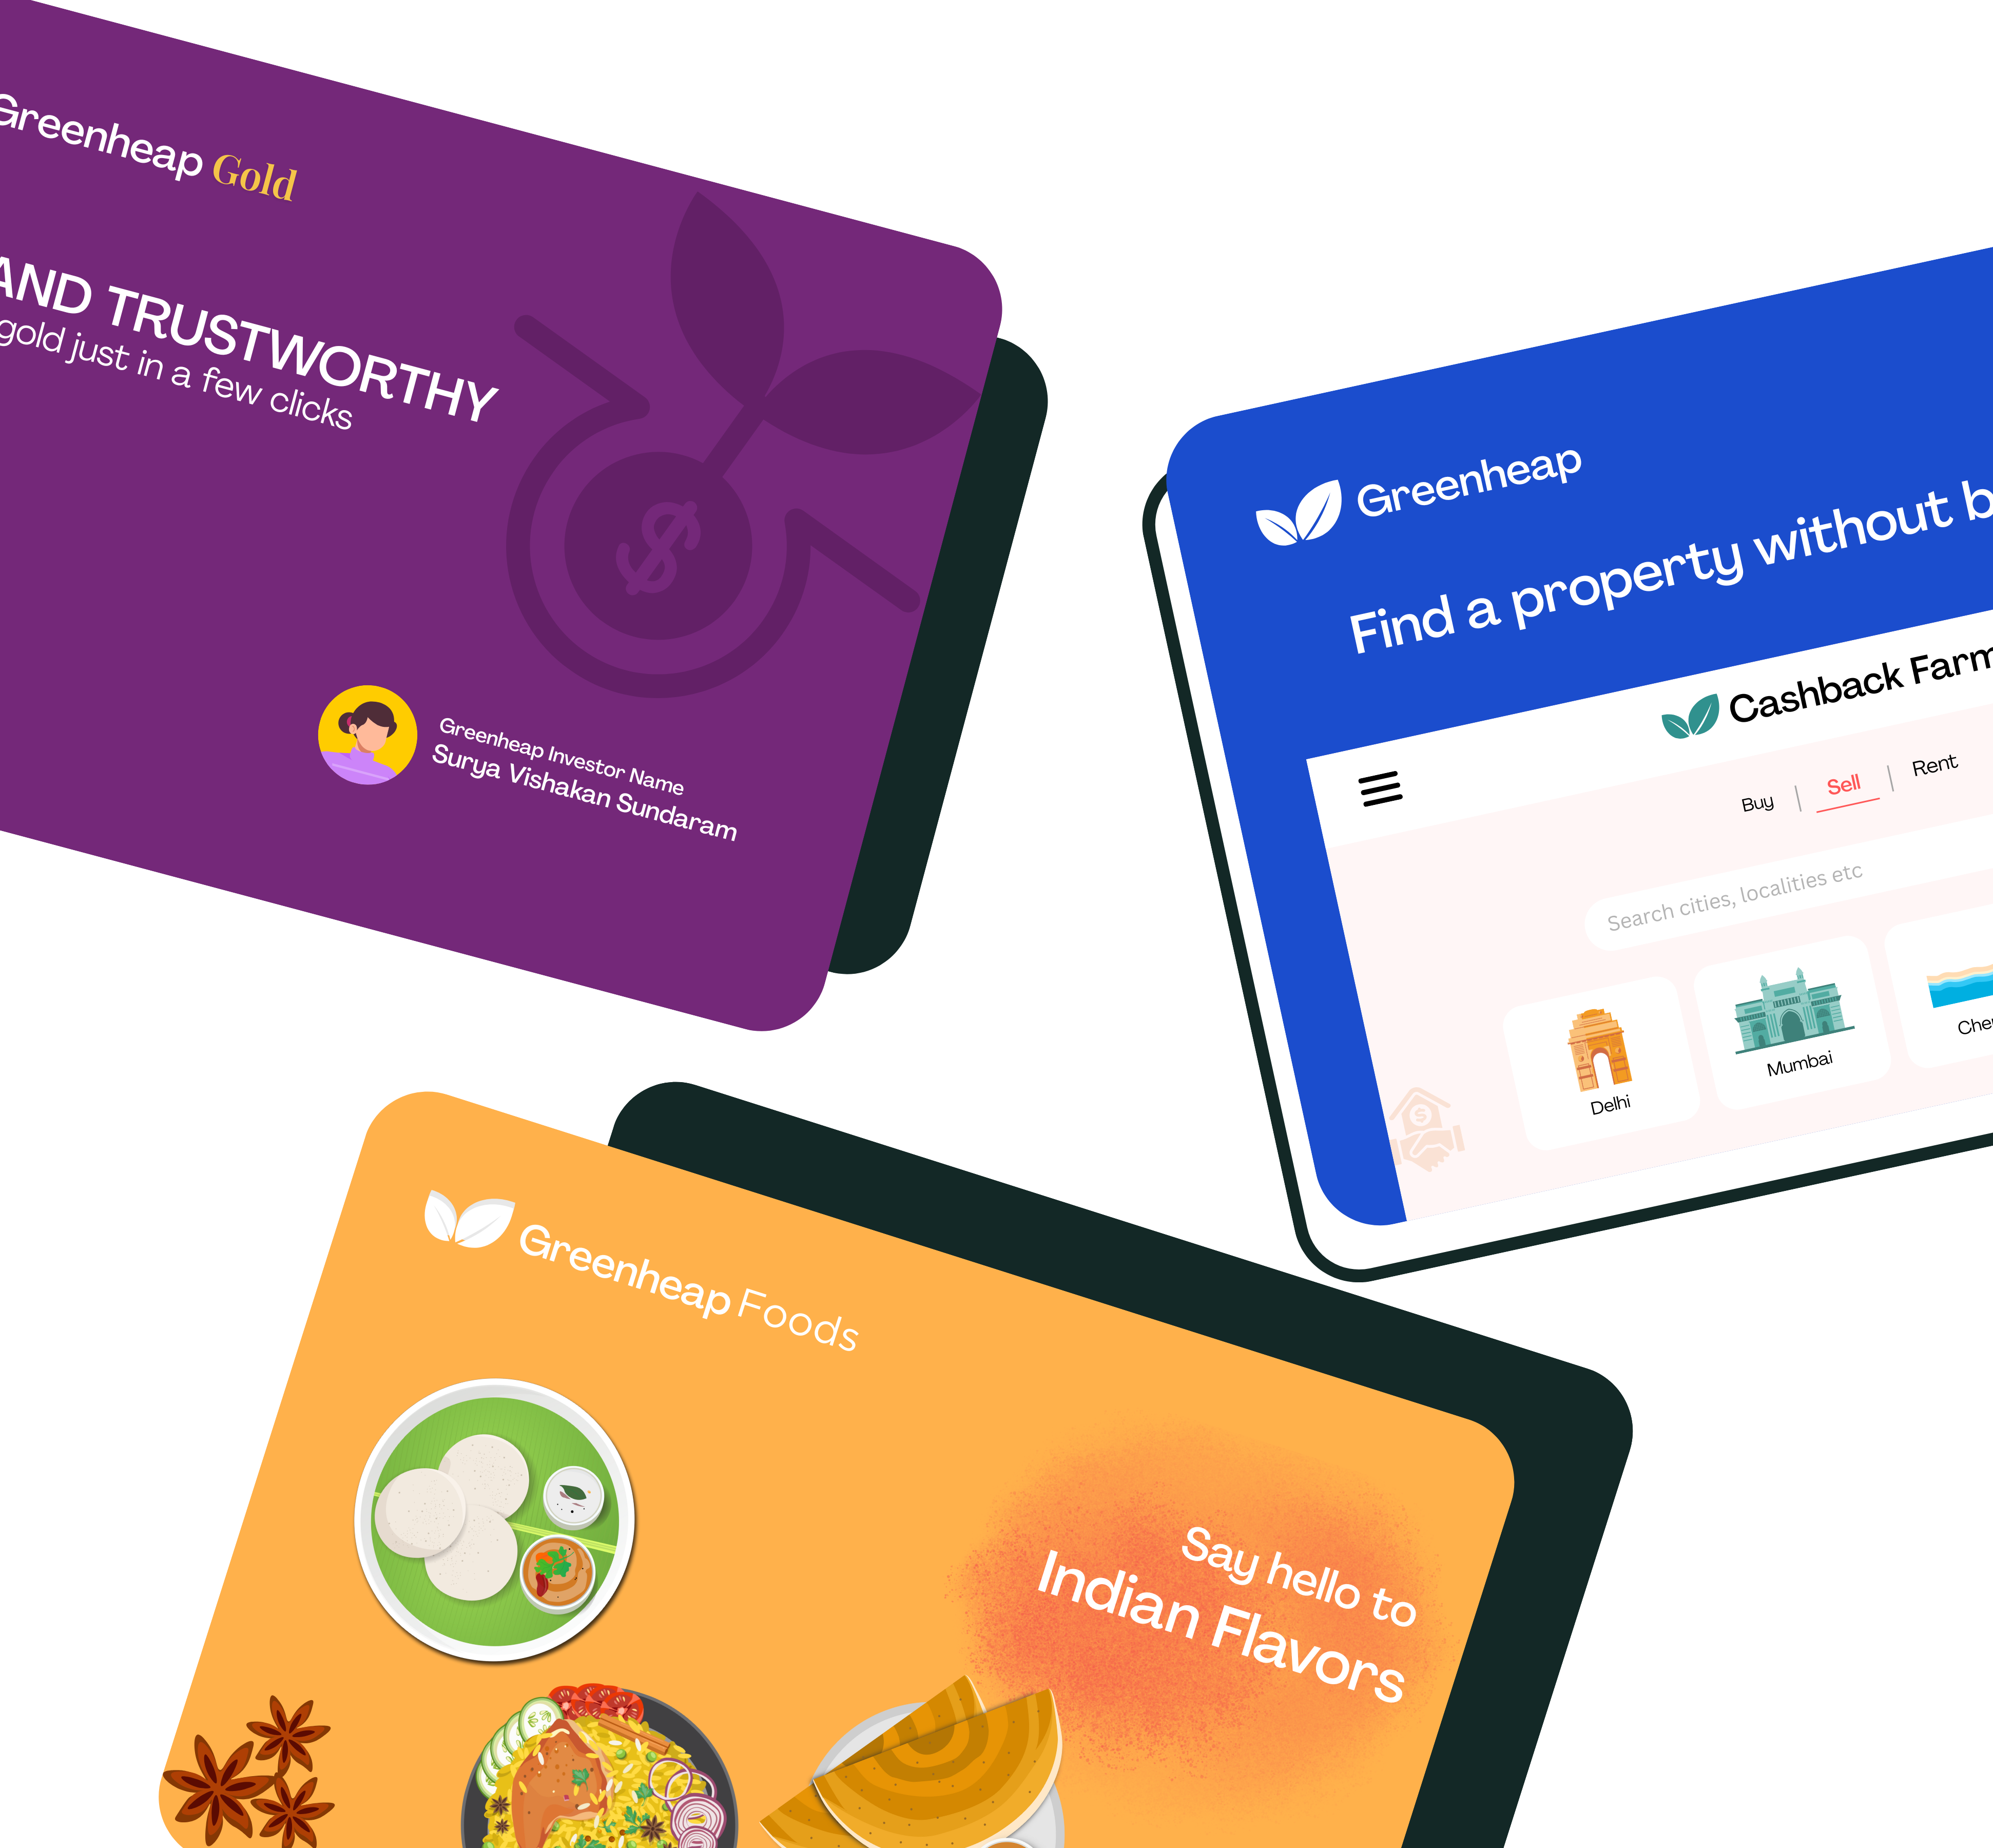 Greenheap Gold
AND TRUSTWORTHY
gold just in a few clicks
Greenheap Investor Name
Surya Vishakan Sundaram
Greenheap
Find a property without b
Cashback Farm
Buy | Sell | Rent
Search cities, localities etc
Delhi
Mumbai
Greenheap Foods
Say hello to
Indian Flavors